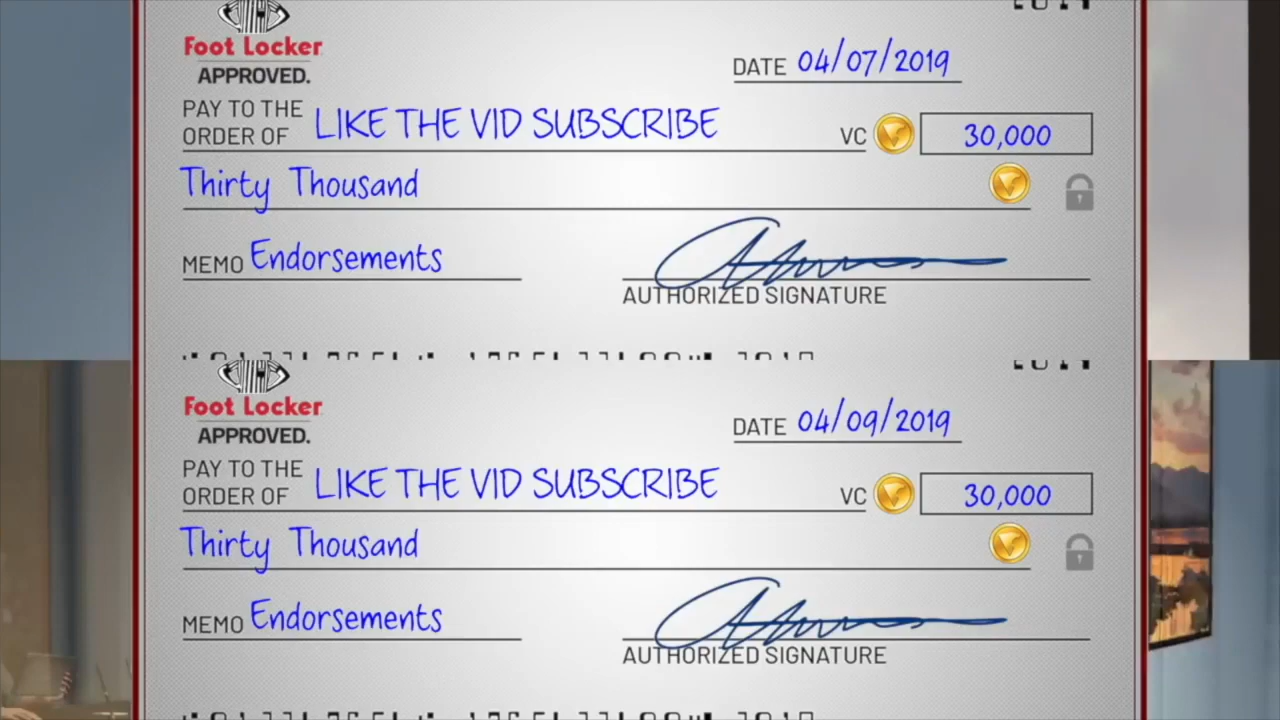 Foot Locker
APPROVED.
DATE 04/07/2019
PAY TO THE
ORDER OF LIKE THE VID SUBSCRIBE
VC 30,000
Thirty Thousand
MEMO Endorsements
AUTHORIZED SIGNATURE
Foot Locker
APPROVED.
DATE 04/09/2019
PAY TO THE
ORDER OF LIKE THE VID SUBSCRIBE
VC 30,000
Thirty Thousand
MEMO Endorsements
AUTHORIZED SIGNATURE